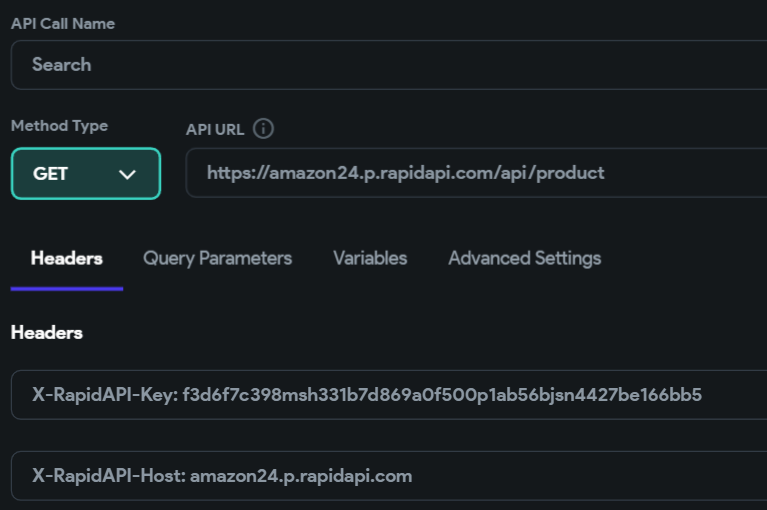 API Call Name
Search
Method Type
API URL
GET
https://amazon24.p.rapidapi.com/api/product
Headers Query Parameters Variables Advanced Settings
Headers
X-RapidAPI-Key: f3d6f7c398msh331b7d869a0f500p1ab56bjsn4427be166bb5
X-RapidAPI-Host: amazon24.p.rapidapi.com